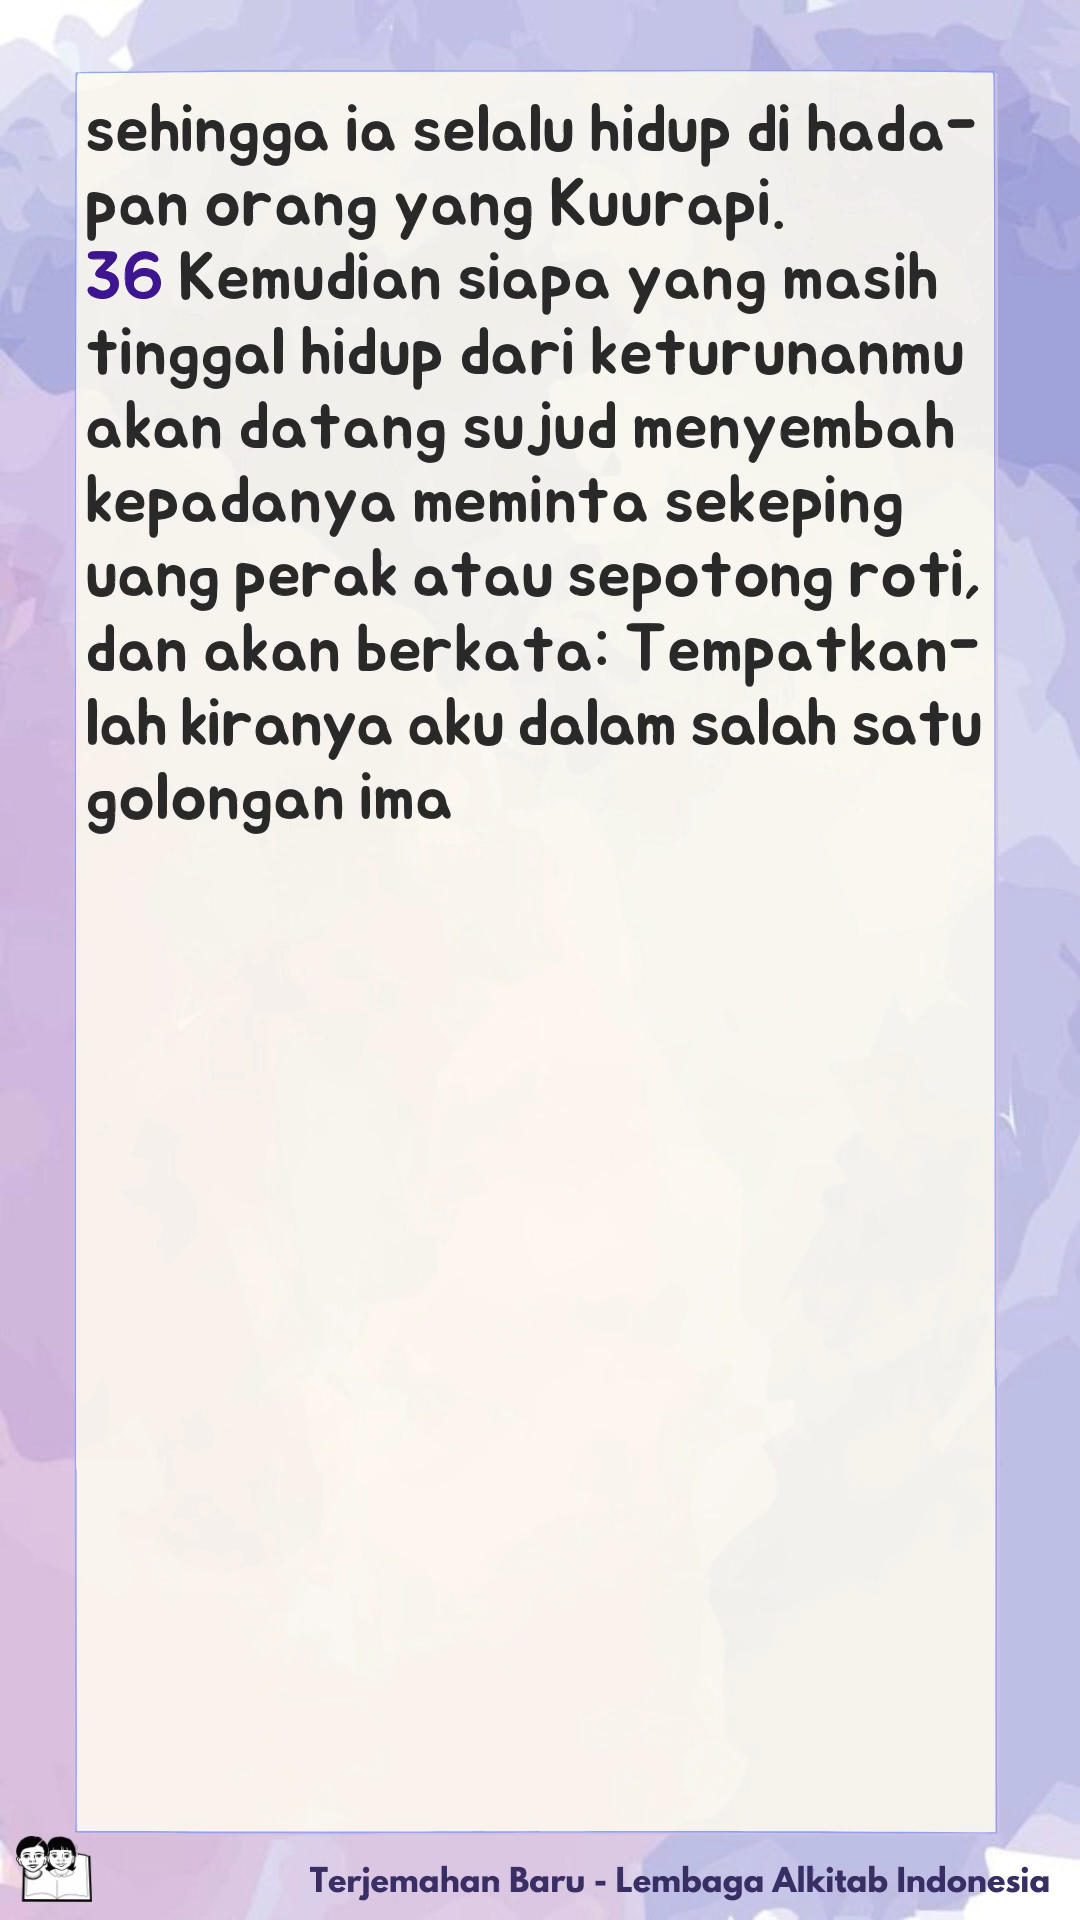 sehingga ia selalu hidup di hada-
pan orang yang Kuurapi.
36 Kemudian siapa yang masih
tinggal hidup dari keturunanmu
akan datang sujud menyembah
kepadanya meminta sekeping
uang perak atau sepotong roti,
dan akan berkata: Tempatkan-
lah kiranya aku dalam salah satu
golongan ima
Terjemahan Baru - Lembaga Alkitab Indonesia